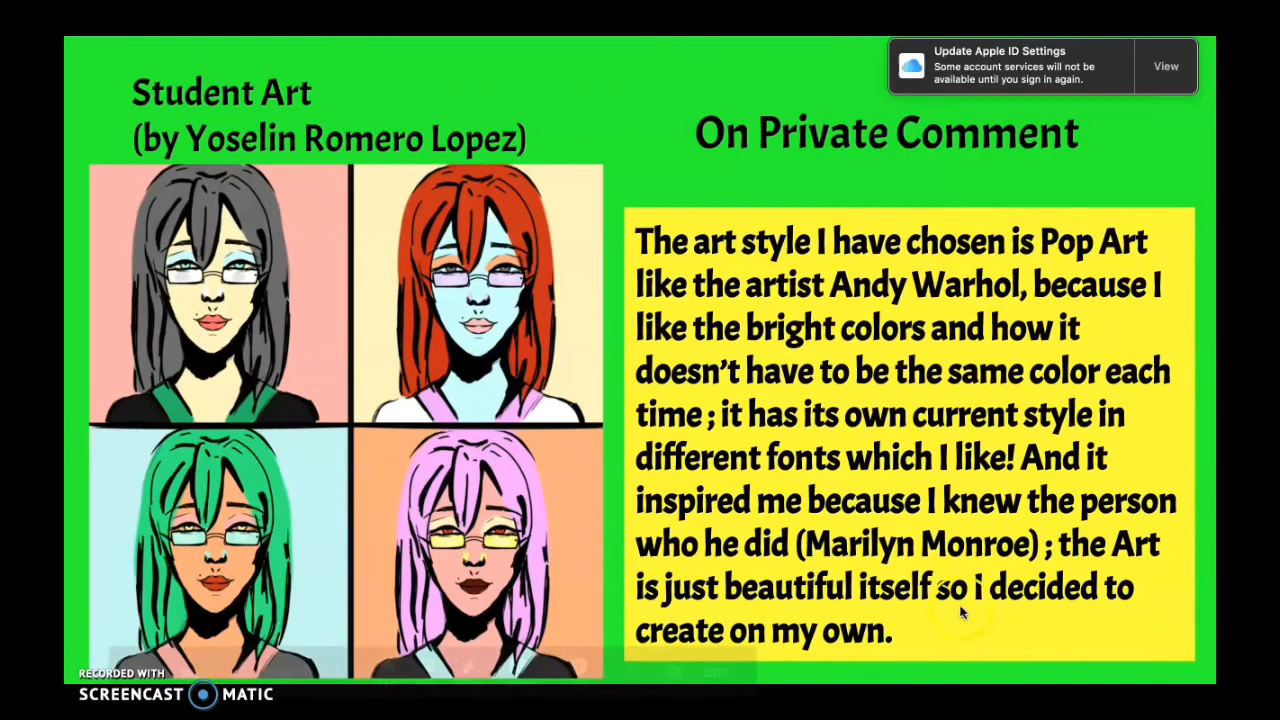 Update Apple ID Settings
Some account services will not be
available until you sign in again.
View
Student Art
(by Yoselin Romero Lopez)
On Private Comment
The art style I have chosen is Pop Art
like the artist Andy Warhol, because I
like the bright colors and how it
doesn't have to be the same color each
time ; it has its own current style in
different fonts which I like! And it
inspired me because I knew the person
who he did (Marilyn Monroe) ; the Art
is just beautiful itself so i decided to
create on my own.
RECORDED WITH
SCREENCAST MATIC